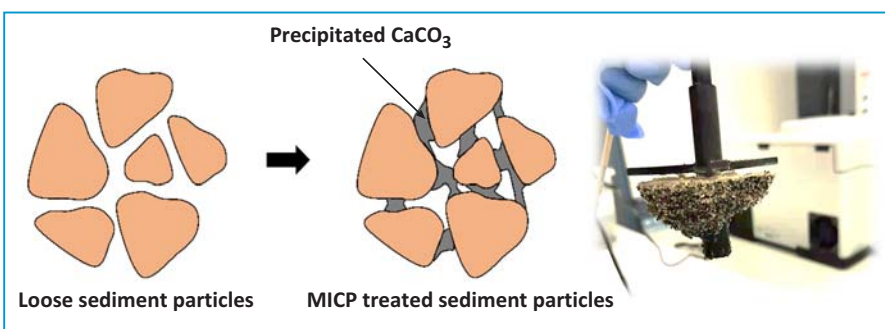 Precipitated CaCO₃
Loose sediment particles
MICP treated sediment particles